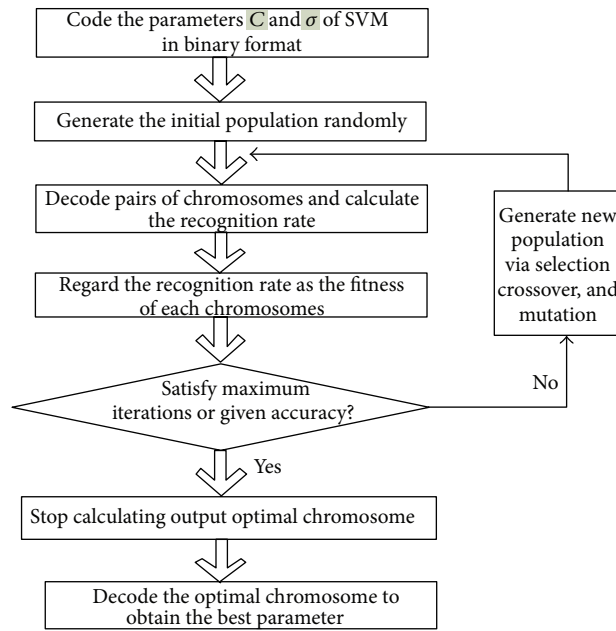 Code the parameters C and σ of SVM
in binary format
Generate the initial population randomly
Decode pairs of chromosomes and calculate
the recognition rate
Generate new
population
via selection
crossover, and
mutation
Regard the recognition rate as the fitness
of each chromosomes
Satisfy maximum
iterations or given accuracy?
No
Yes
Stop calculating output optimal chromosome
Decode the optimal chromosome to
obtain the best parameter